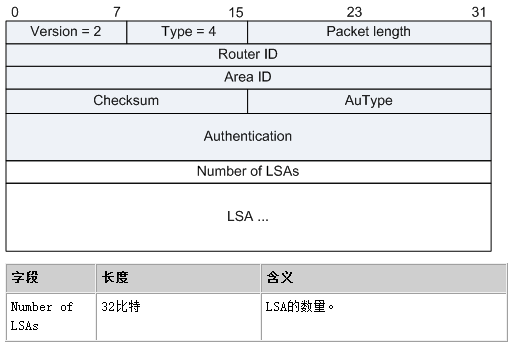 0 7 15 23 31
Version = 2 Type = 4 Packet length
Router ID
Area ID
Checksum AuType
Authentication
Number of LSAs
LSA ...
字段 长度 含义
Number of LSAs 32比特 LSA的数量。